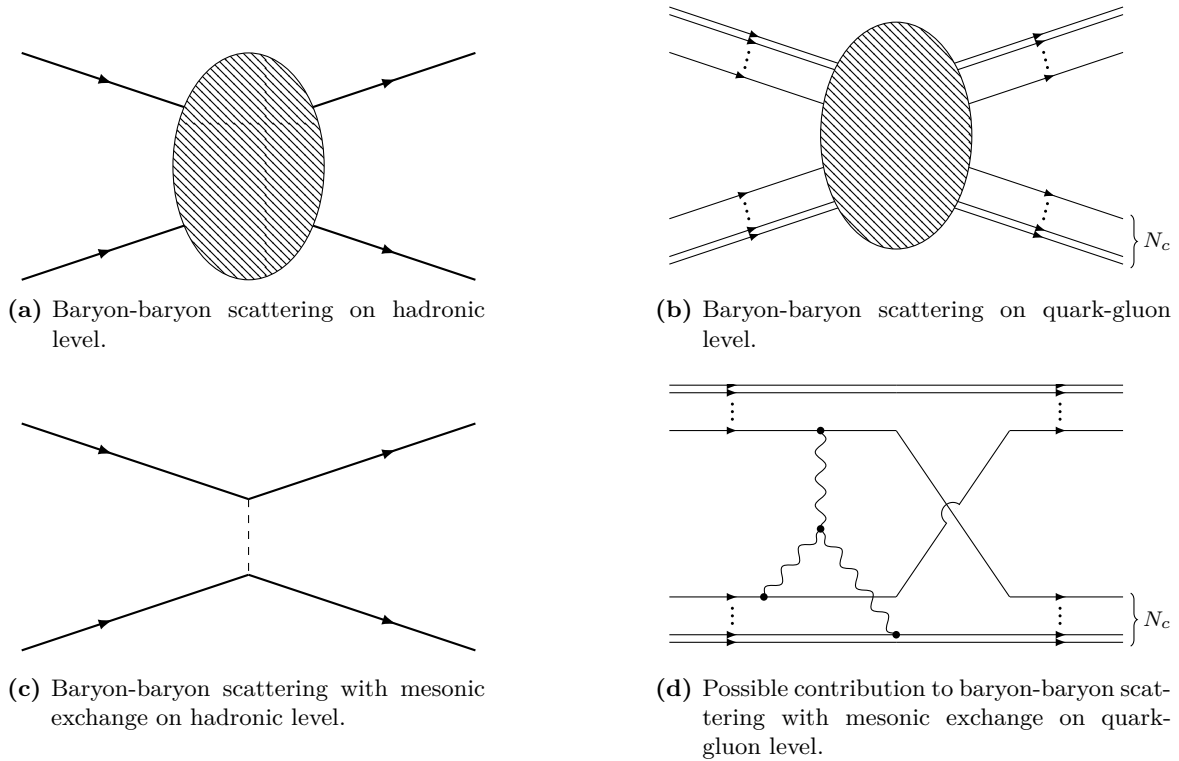 N_c
(a) Baryon-baryon scattering on hadronic
level.
(b) Baryon-baryon scattering on quark-gluon
level.
N_c
(c) Baryon-baryon scattering with mesonic
exchange on hadronic level.
(d) Possible contribution to baryon-baryon scat-
tering with mesonic exchange on quark-
gluon level.